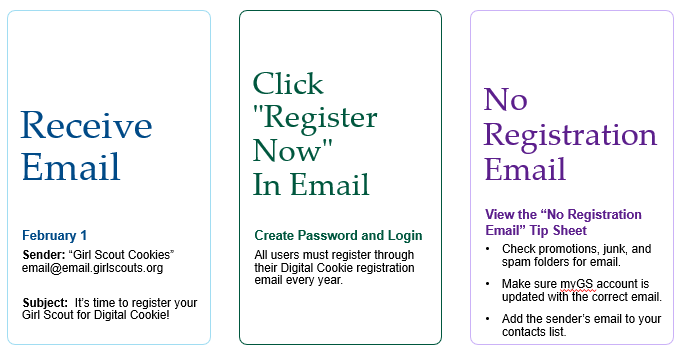 Receive
Email
February 1
Sender: “Girl Scout Cookies”
email@email.girlscouts.org
Subject:  It’s time to register your
Girl Scout for Digital Cookie!
Click
"Register
Now"
In Email
Create Password and Login
All users must register through
their Digital Cookie registration
email every year.
No
Registration
Email
View the “No Registration
Email” Tip Sheet
• Check promotions, junk, and
spam folders for email.
• Make sure myGS account is
updated with the correct email.
• Add the sender’s email to your
contacts list.